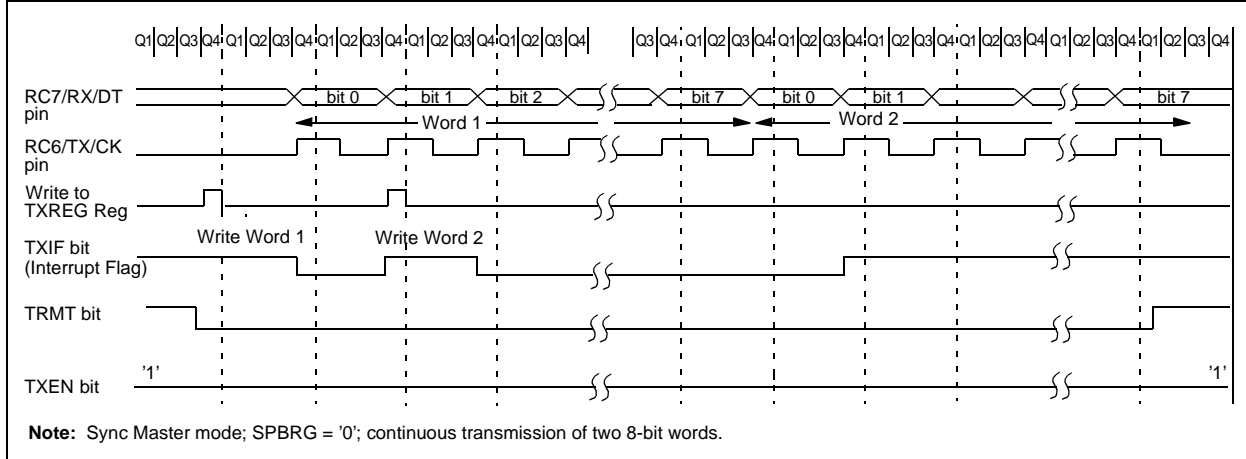 Q1 Q2 Q3 Q4 Q1 Q2 Q3 Q4 Q1 Q2 Q3 Q4 Q1 Q2 Q3 Q4 Q1 Q2 Q3 Q4 Q3 Q4 Q1 Q2 Q3 Q4 Q1 Q2 Q3 Q4 Q1 Q2 Q3 Q4 Q1 Q2 Q3 Q4 Q1 Q2 Q3 Q4 Q1 Q2 Q3 Q4
RC7/RX/DT
pin
bit 0 bit 1 bit 2 bit 7 bit 0 bit 1 bit 7
Word 1 Word 2
RC6/TX/CK
pin
Write to
TXREG Reg
Write Word 1 Write Word 2
TXIF bit
(Interrupt Flag)
TRMT bit
'1' '1'
TXEN bit
Note: Sync Master mode; SPBRG = '0'; continuous transmission of two 8-bit words.